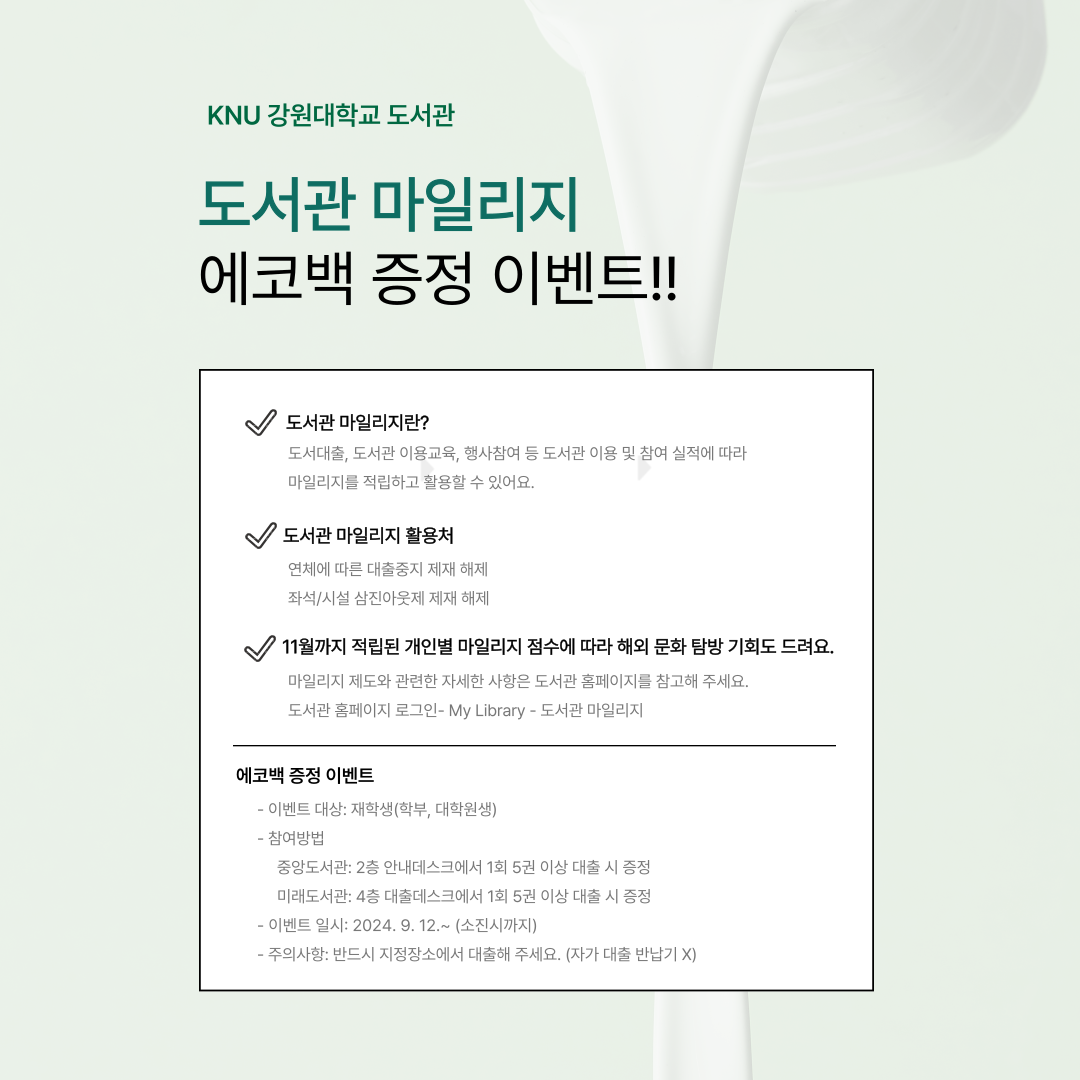 KNU 강원대학교 도서관
도서관 마일리지
에코백 증정 이벤트!!
도서관 마일리지란?
도서대출, 도서관 이용교육, 행사참여 등 도서관 이용 및 참여 실적에 따라
마일리지를 적립하고 활용할 수 있어요.
도서관 마일리지 활용처
연체에 따른 대출중지 제재 해제
좌석/시설 삼진아웃제 제재 해제
11월까지 적립된 개인별 마일리지 점수에 따라 해외 문화 탐방 기회도 드려요.
마일리지 제도와 관련한 자세한 사항은 도서관 홈페이지를 참고해 주세요.
도서관 홈페이지 로그인- My Library - 도서관 마일리지
에코백 증정 이벤트
- 이벤트 대상: 재학생(학부, 대학원생)
- 참여방법
중앙도서관: 2층 안내데스크에서 1회 5권 이상 대출 시 증정
미래도서관: 4층 대출데스크에서 1회 5권 이상 대출 시 증정
- 이벤트 일시: 2024. 9. 12.~ (소진시까지)
- 주의사항: 반드시 지정장소에서 대출해 주세요. (자가 대출 반납기 X)